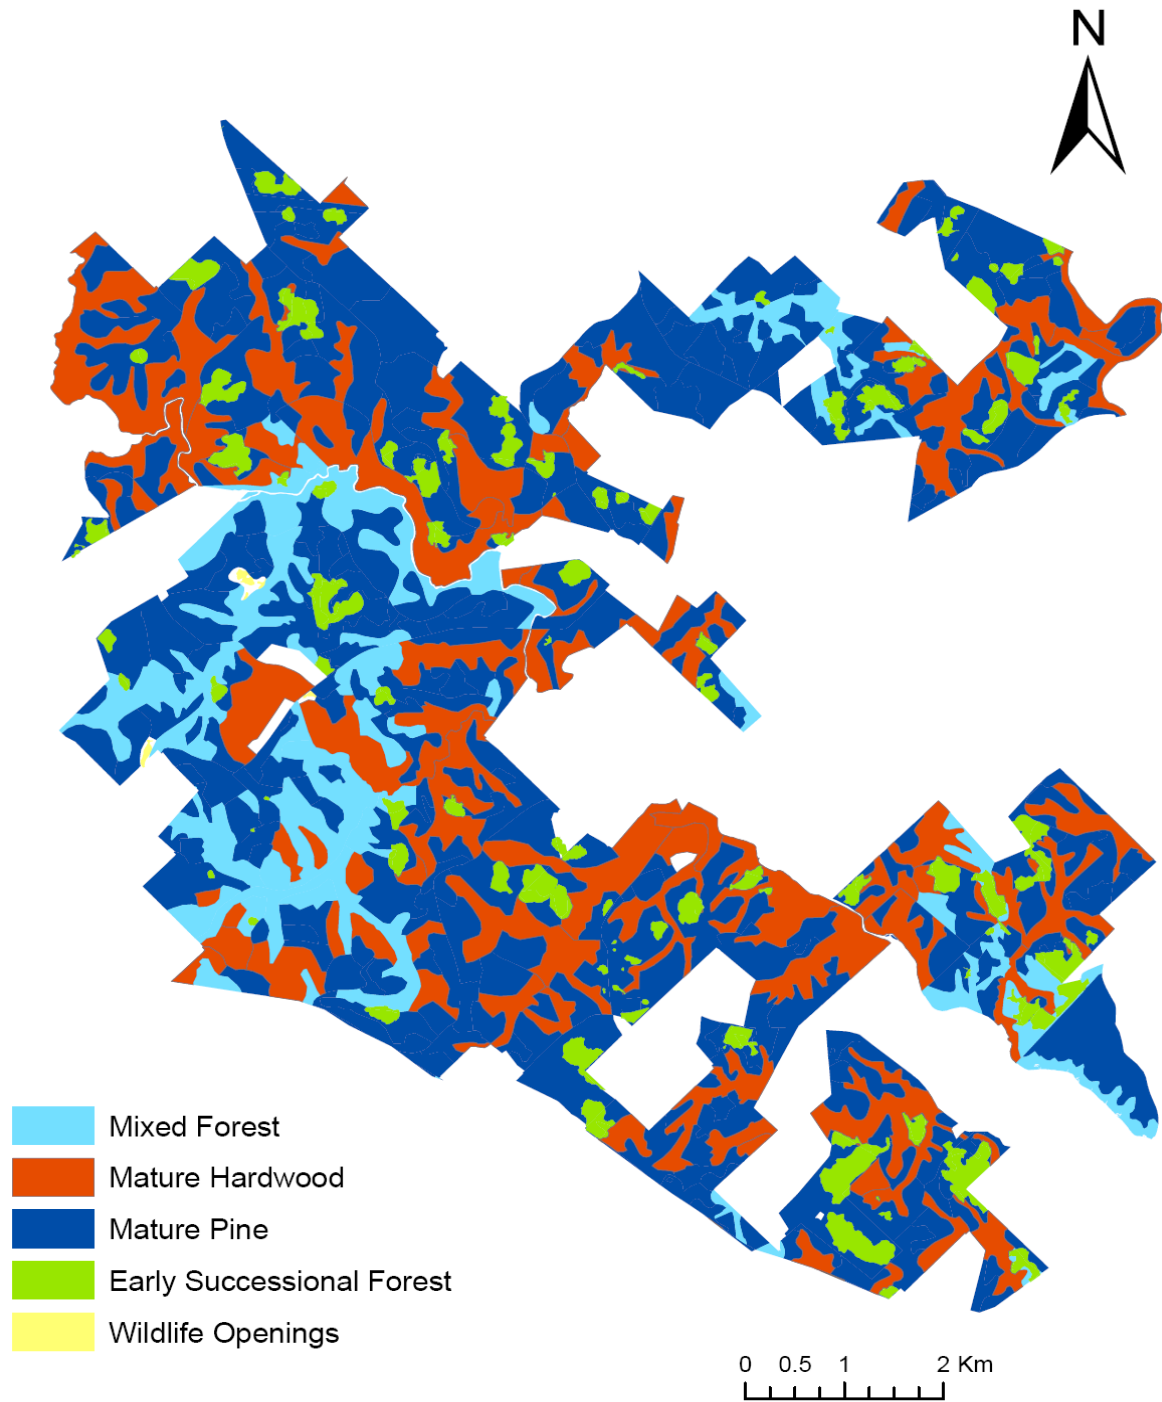 N
Mixed Forest
Mature Hardwood
Mature Pine
Early Successional Forest
Wildlife Openings
0 0.5 1 2 Km